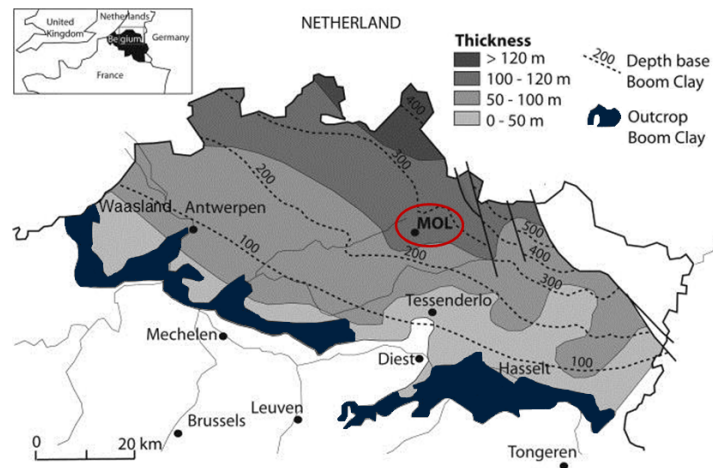 Netherlands
United
Kingdom
Belgium
Germany
France
NETHERLAND
Thickness
> 120 m
100 - 120 m
50 - 100 m
0 - 50 m
200
Depth base
Boom Clay
Outcrop
Boom Clay
400
300
200
Waasland
Antwerpen
MOL
500
400
300
200
200
100
Tessenderlo
Mechelen
Diest
100
Hasselt
Leuven
Brussels
0
20 km
Tongeren